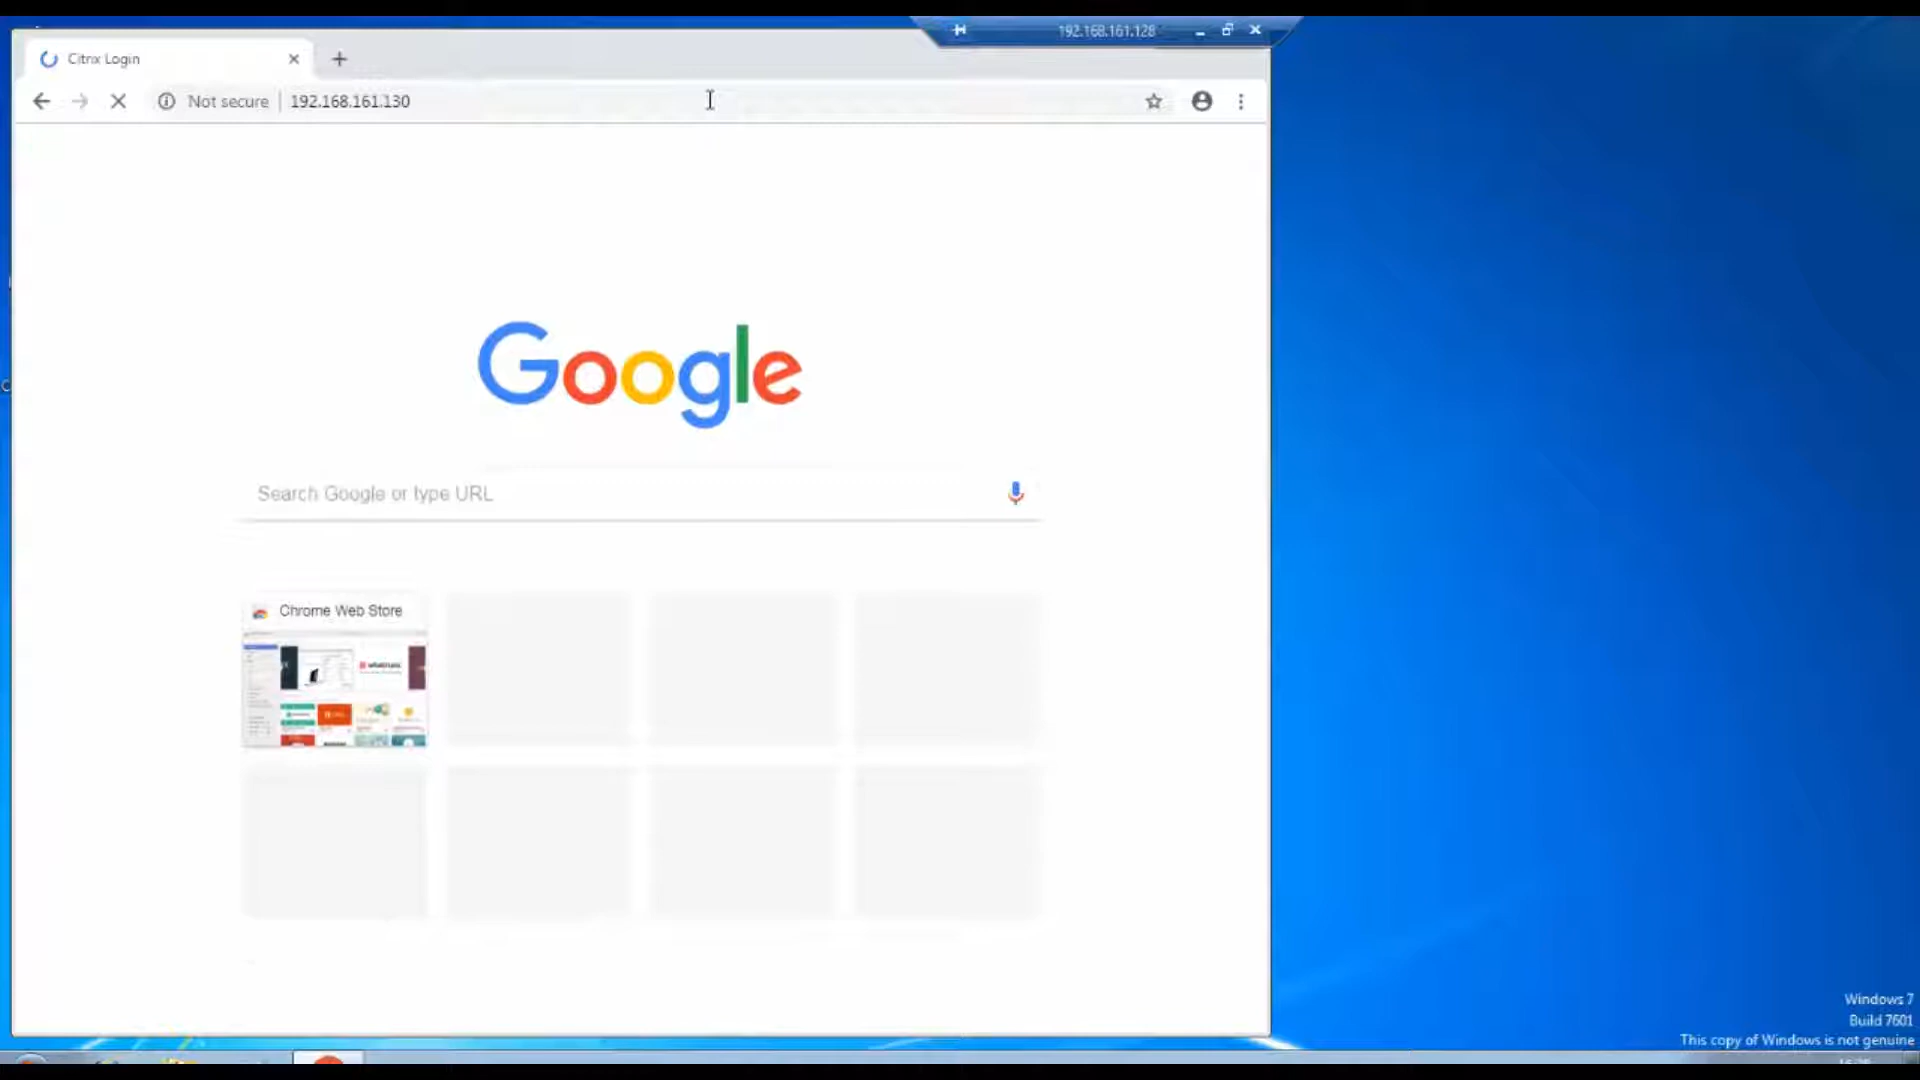 192.168.161.128
Citrix Login
Not secure
192.168.161.130
Google
Search Google or type URL
Chrome Web Store
Windows 7
Build 7601
This copy of Windows is not genuine